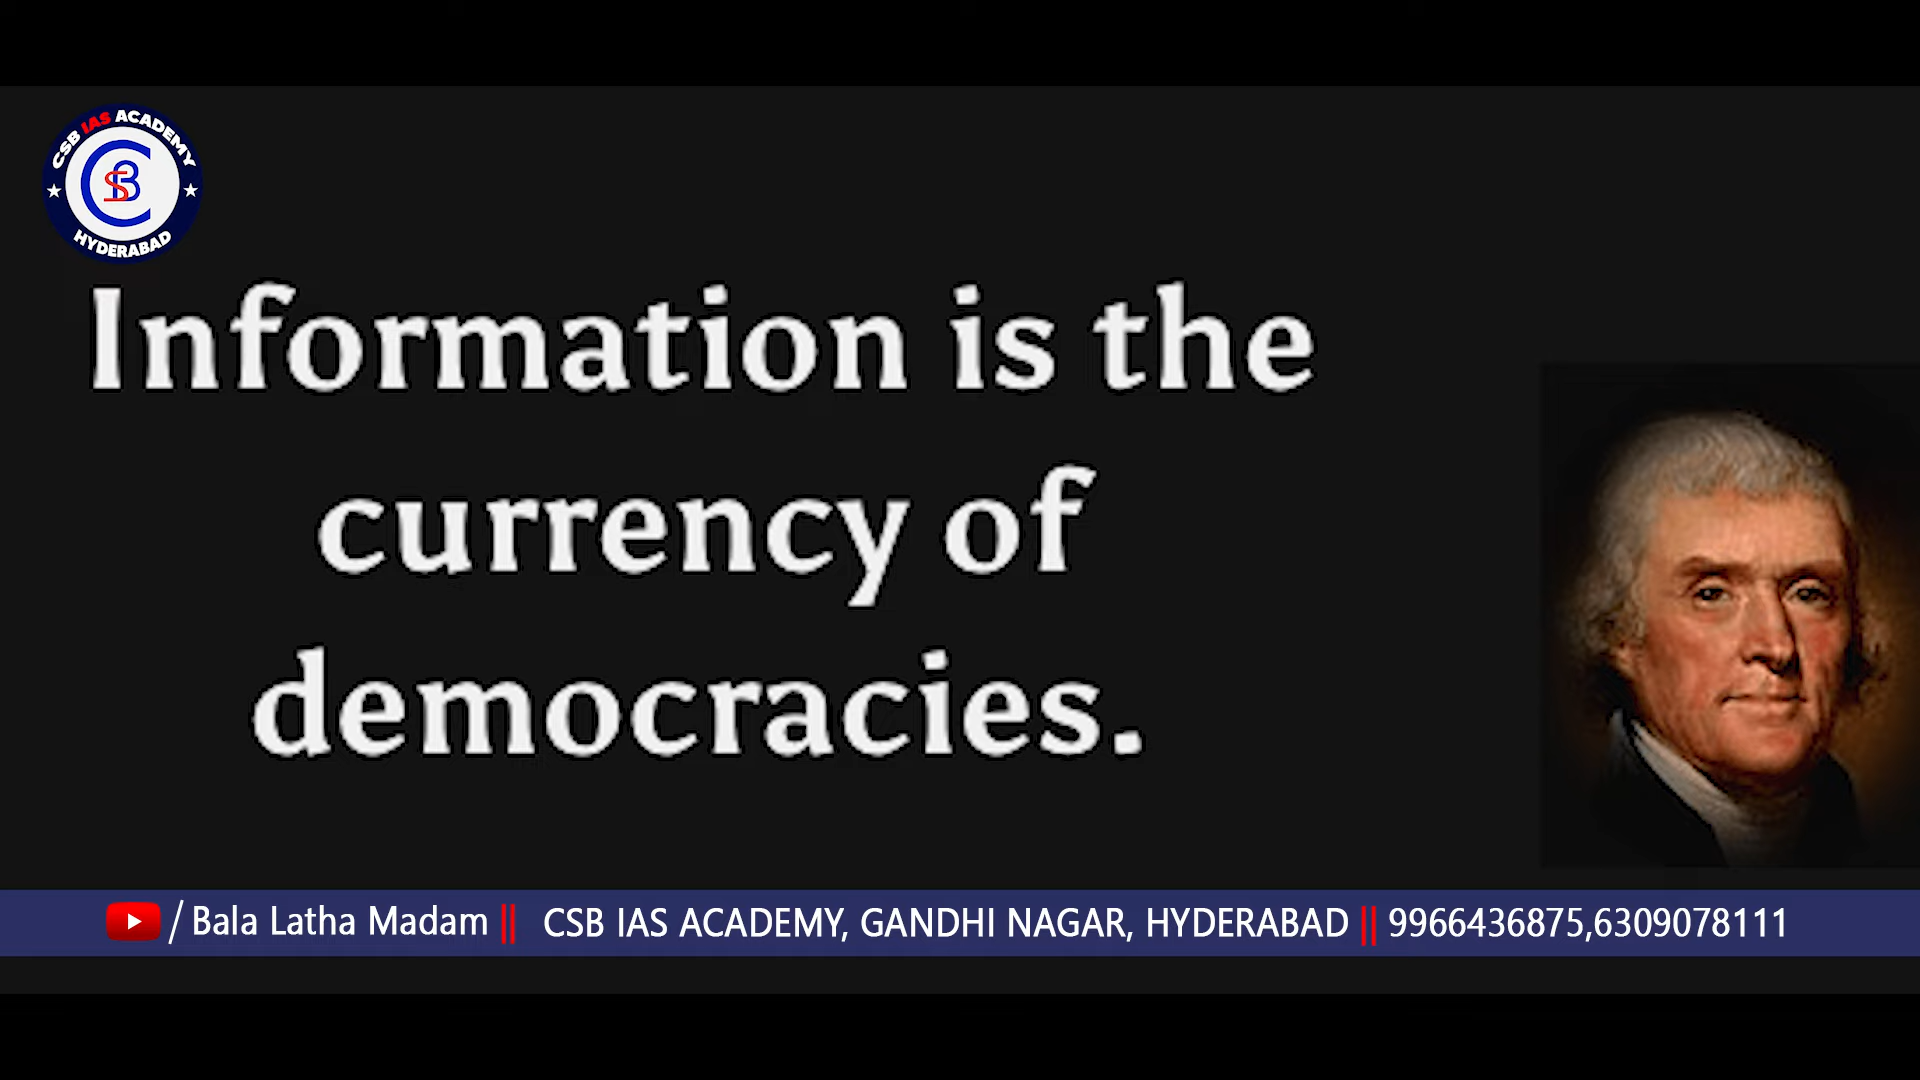 CSB IAS ACADEMY
CSB
HYDERABAD
Information is the
currency of
democracies.
/ Bala Latha Madam || CSB IAS ACADEMY, GANDHI NAGAR, HYDERABAD || 9966436875,6309078111